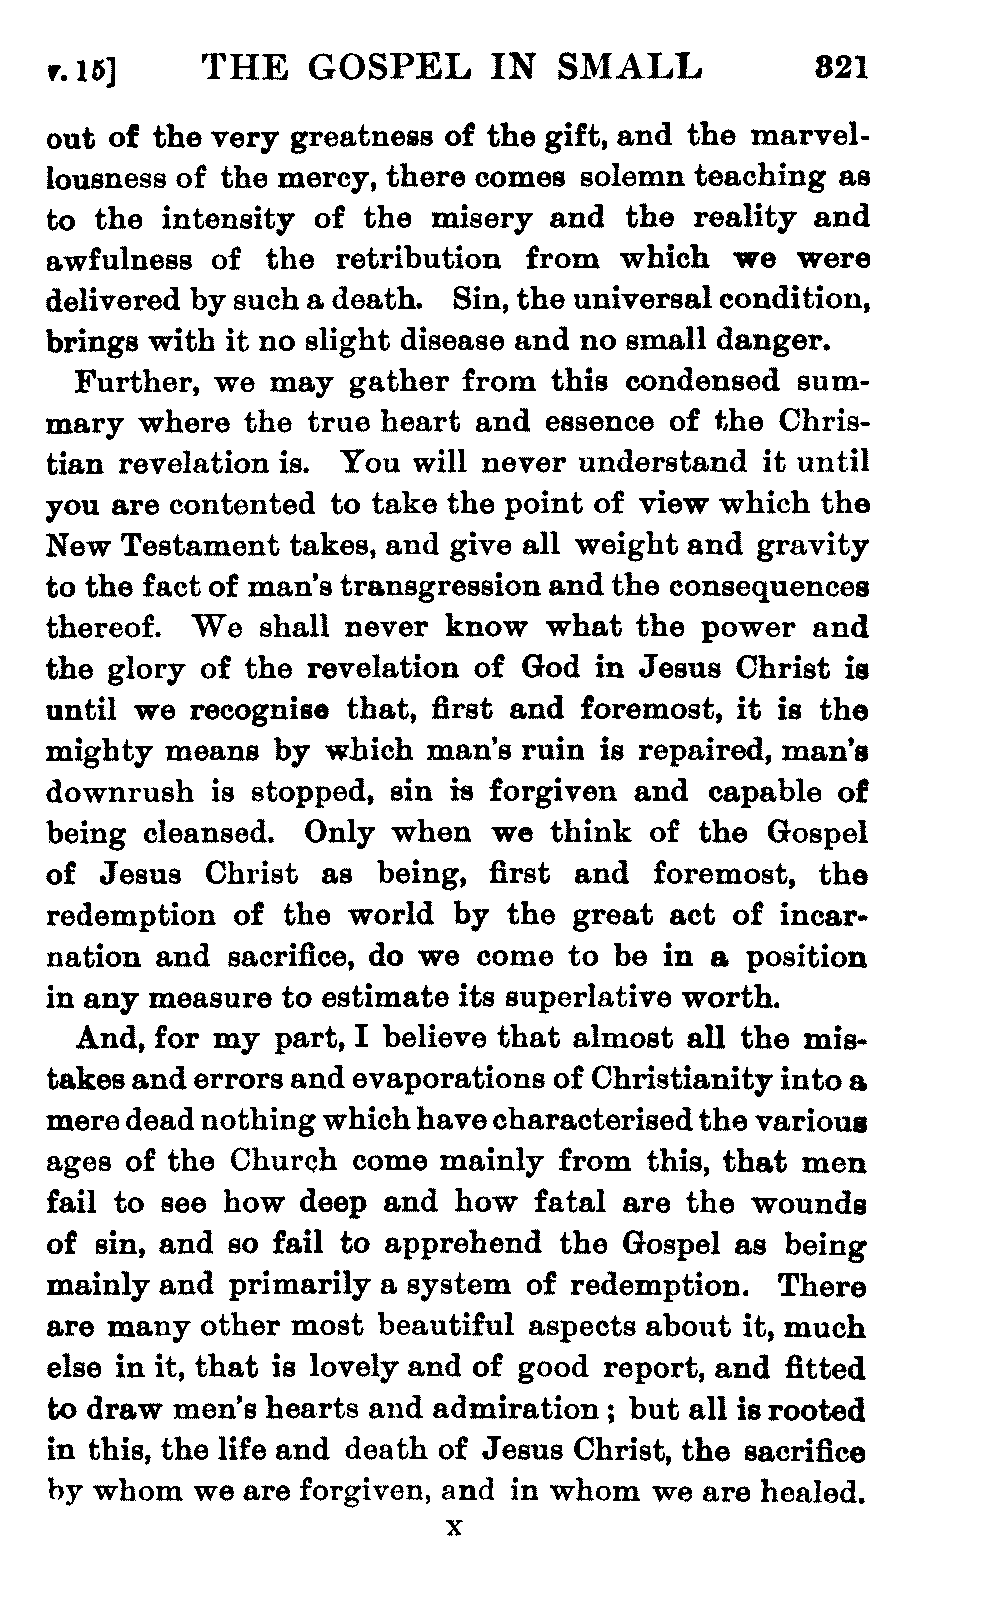 v. 15] THE GOSPEL IN SMALL 321
out of the very greatness of the gift, and the marvel-
lousness of the mercy, there comes solemn teaching as
to the intensity of the misery and the reality and
awfulness of the retribution from which we were
delivered by such a death. Sin, the universal condition,
brings with it no slight disease and no small danger.
Further, we may gather from this condensed sum-
mary where the true heart and essence of the Chris-
tian revelation is. You will never understand it until
you are contented to take the point of view which the
New Testament takes, and give all weight and gravity
to the fact of man's transgression and the consequences
thereof. We shall never know what the power and
the glory of the revelation of God in Jesus Christ is
until we recognise that, first and foremost, it is the
mighty means by which man's ruin is repaired, man's
downrush is stopped, sin is forgiven and capable of
being cleansed. Only when we think of the Gospel
of Jesus Christ as being, first and foremost, the
redemption of the world by the great act of incar-
nation and sacrifice, do we come to be in a position
in any measure to estimate its superlative worth.
And, for my part, I believe that almost all the mis-
takes and errors and evaporations of Christianity into a
mere dead nothing which have characterised the various
ages of the Church come mainly from this, that men
fail to see how deep and how fatal are the wounds
of sin, and so fail to apprehend the Gospel as being
mainly and primarily a system of redemption. There
are many other most beautiful aspects about it, much
else in it, that is lovely and of good report, and fitted
to draw men's hearts and admiration ; but all is rooted
in this, the life and death of Jesus Christ, the sacrifice
by whom we are forgiven, and in whom we are healed.
X